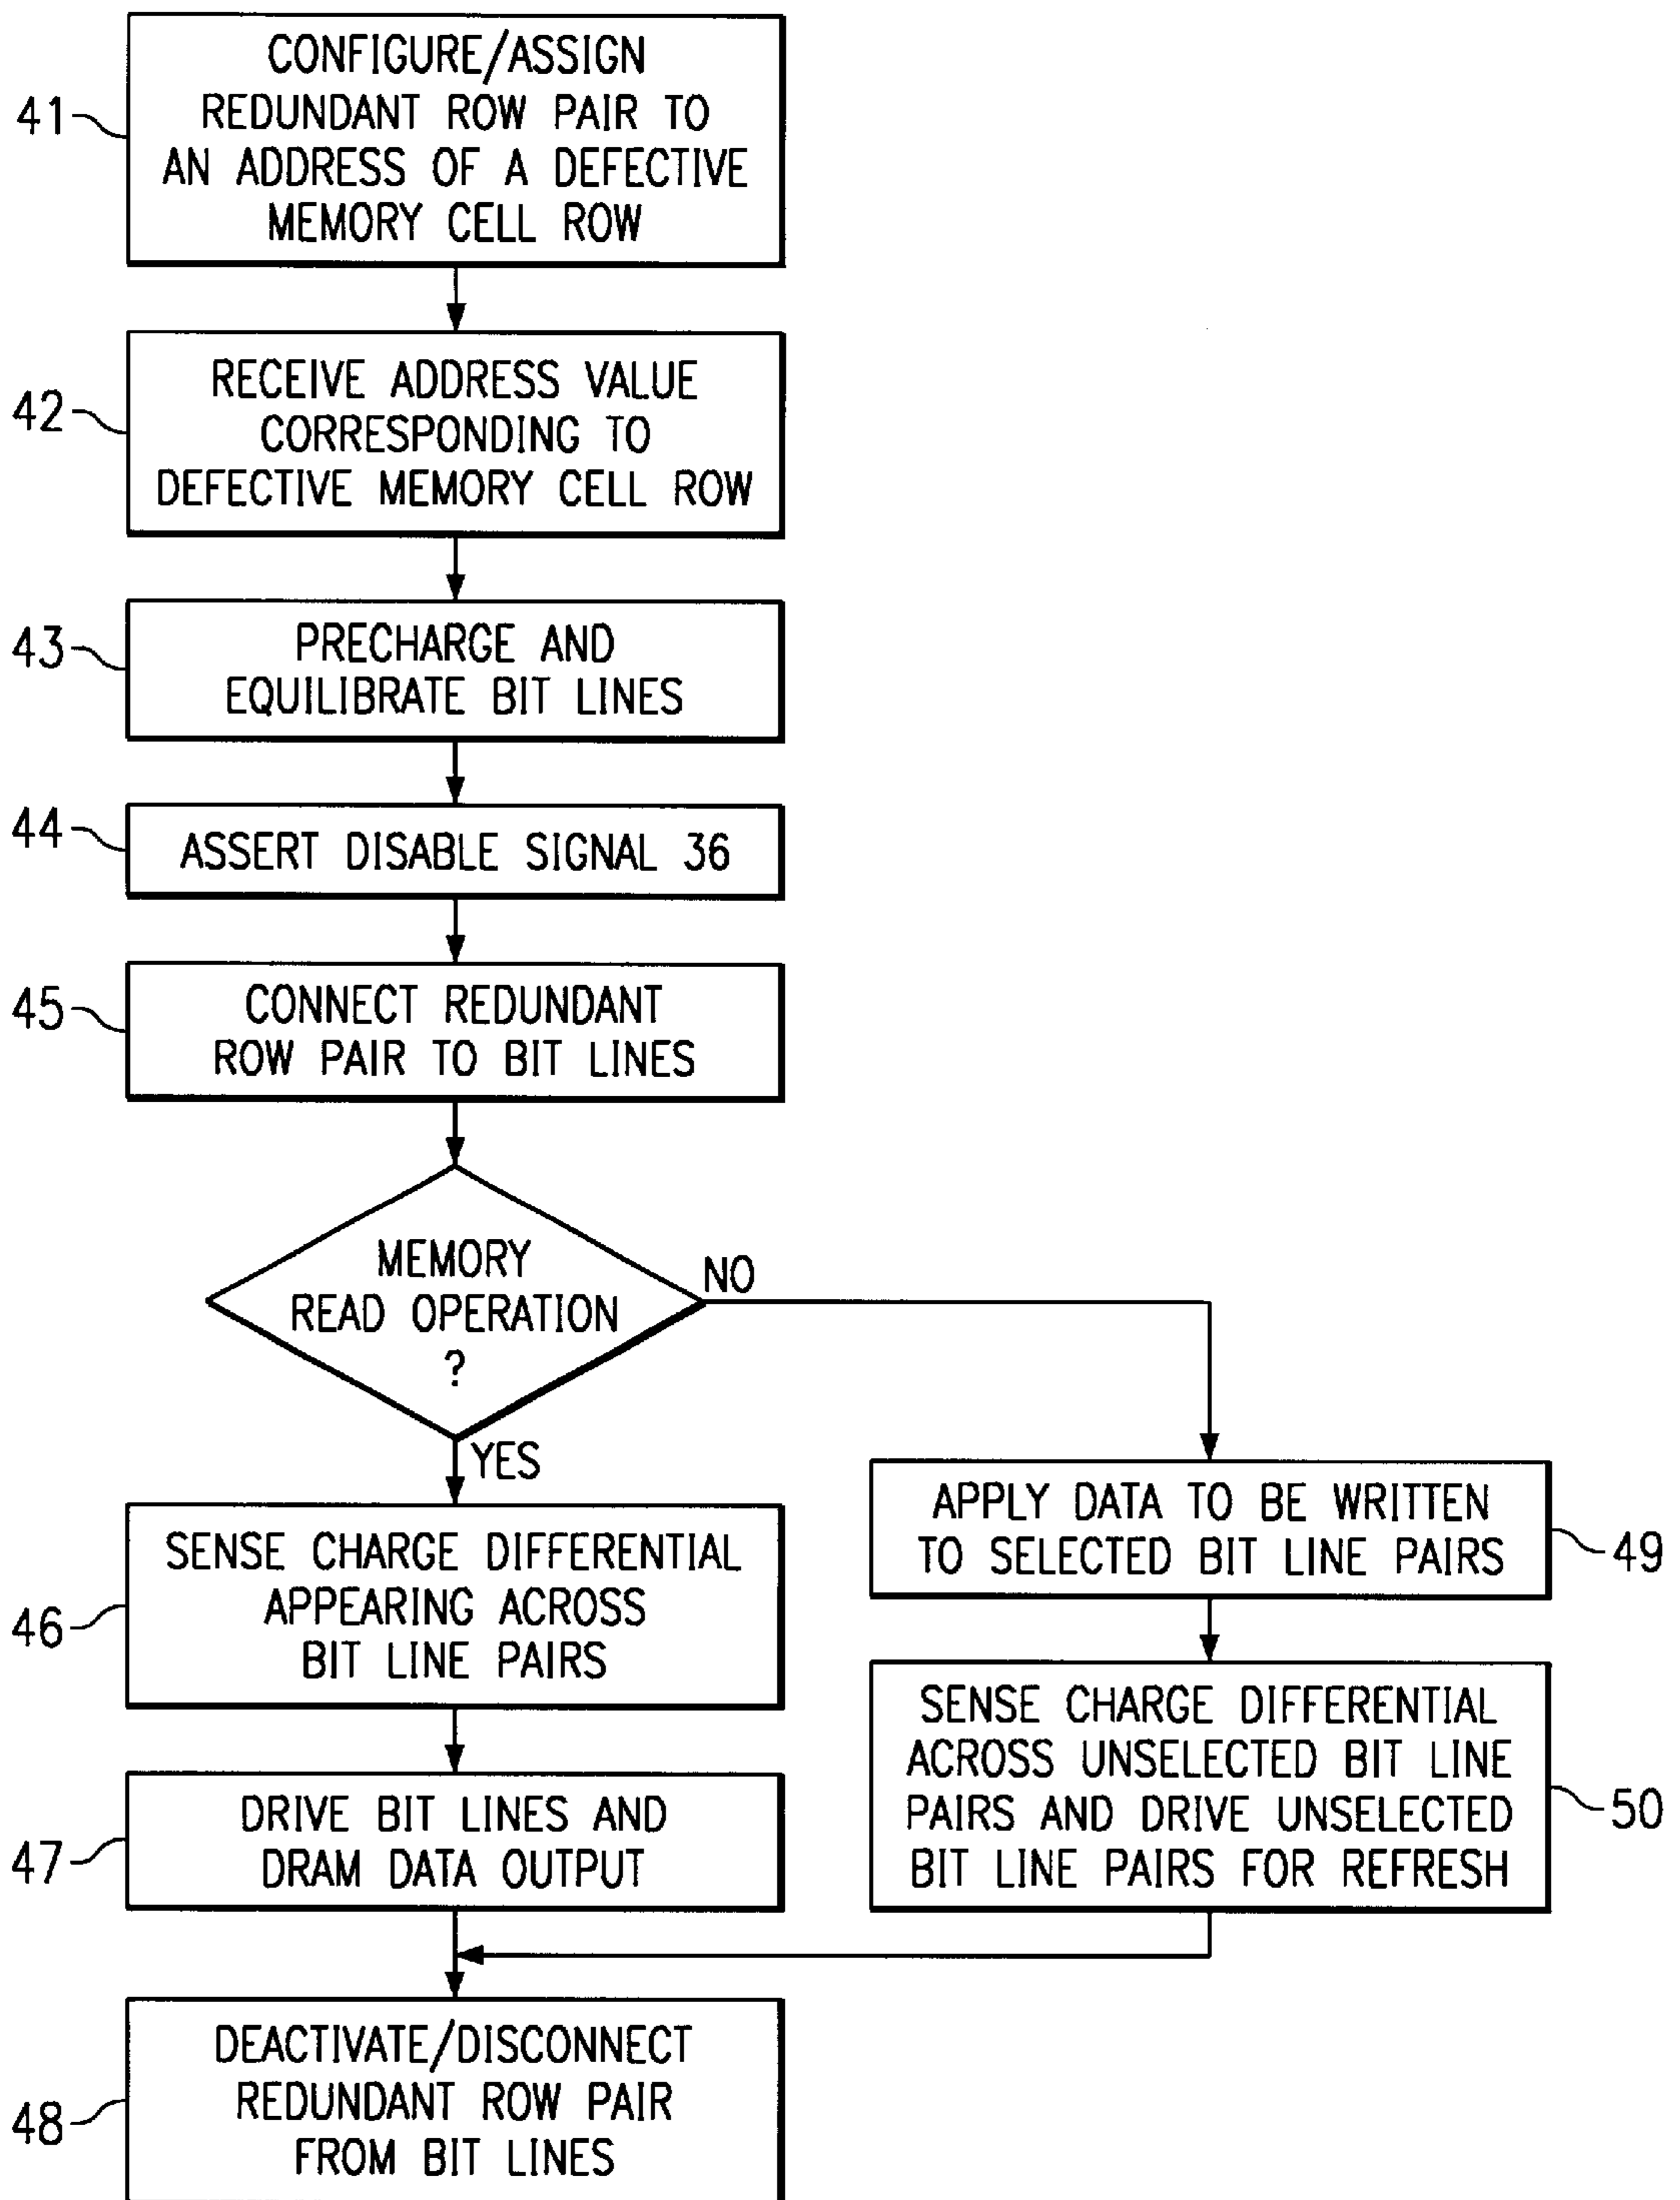 CONFIGURE/ASSIGN
REDUNDANT ROW PAIR TO
AN ADDRESS OF A DEFECTIVE
MEMORY CELL ROW
41
RECEIVE ADDRESS VALUE
CORRESPONDING TO
DEFECTIVE MEMORY CELL ROW
42
PRECHARGE AND
EQUILIBRATE BIT LINES
43
ASSERT DISABLE SIGNAL 36
44
CONNECT REDUNDANT
ROW PAIR TO BIT LINES
45
MEMORY
READ OPERATION
?
NO
YES
SENSE CHARGE DIFFERENTIAL
APPEARING ACROSS
BIT LINE PAIRS
46
DRIVE BIT LINES AND
DRAM DATA OUTPUT
47
APPLY DATA TO BE WRITTEN
TO SELECTED BIT LINE PAIRS
49
SENSE CHARGE DIFFERENTIAL
ACROSS UNSELECTED BIT LINE
PAIRS AND DRIVE UNSELECTED
BIT LINE PAIRS FOR REFRESH
50
DEACTIVATE/DISCONNECT
REDUNDANT ROW PAIR
FROM BIT LINES
48